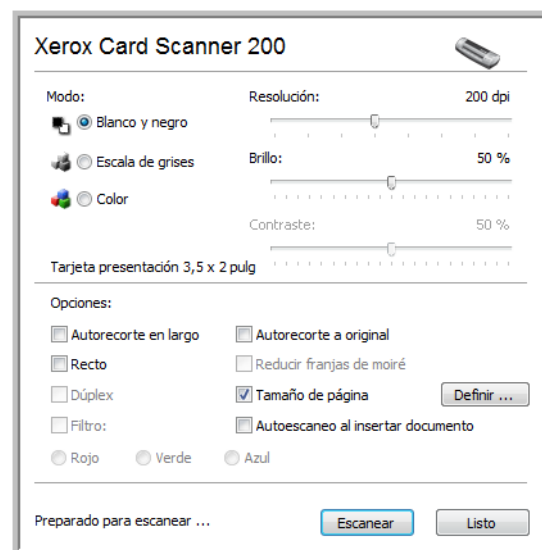 Xerox Card Scanner 200
Modo: Resolución: 200 dpi
Blanco y negro
Escala de grises Brillo: 50 %
Color
Contraste: 50 %
Tarjeta presentación 3,5 x 2 pulg
Opciones:
Autorecorte en largo Autorecorte a original
Recto Reducir franjas de moiré
Dúplex Tamaño de página Definir ...
Filtro: Autoescaneo al insertar documento
Rojo Verde Azul
Preparado para escanear ... Escanear Listo